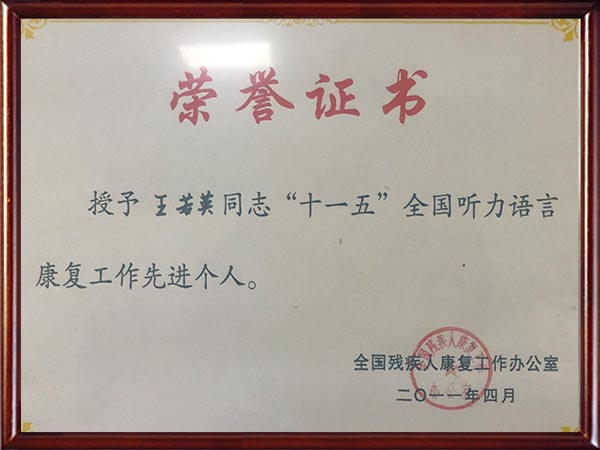 荣誉证书
授予 王若英同志“十一五”全国听力语言
康复工作先进个人。
全国残疾人康复工作办公室
二〇一一年四月